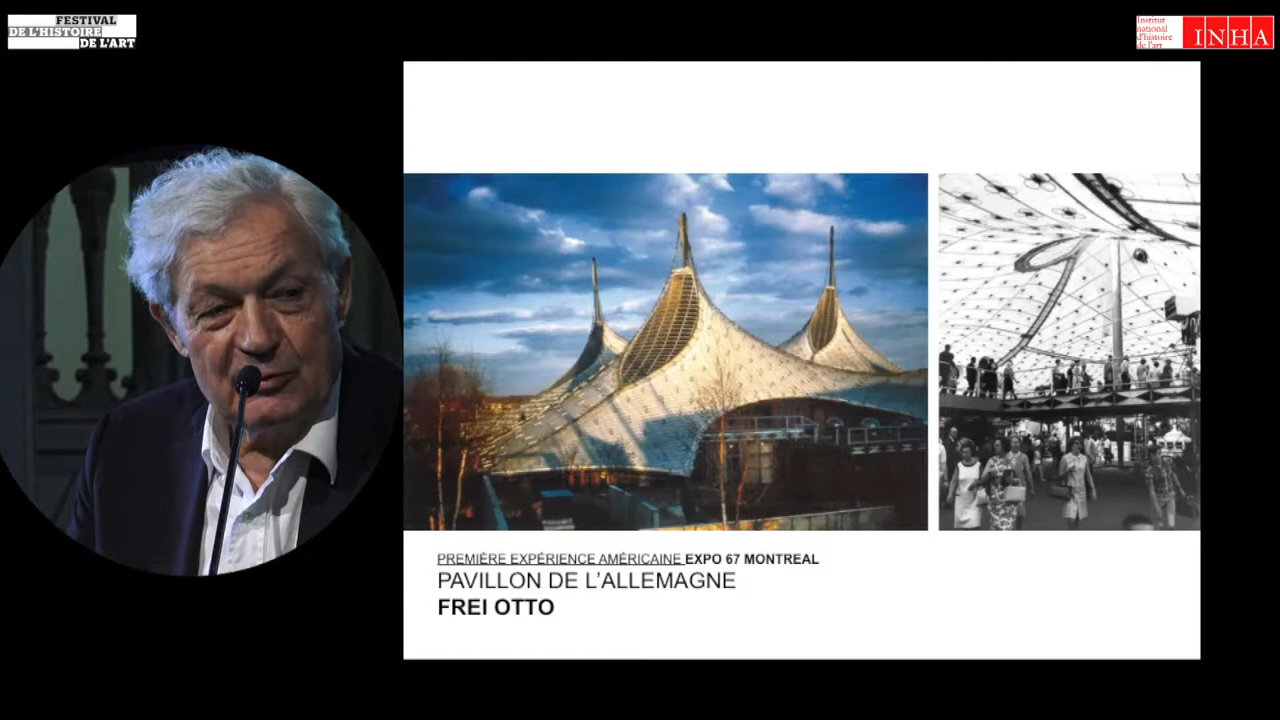 FESTIVAL
DE L'HISTOIRE
DE L'ART
Institut
national
d'histoire
de l'art
INHA
PREMIÈRE EXPÉRIENCE AMÉRICAINE EXPO 67 MONTREAL
PAVILLON DE L'ALLEMAGNE
FREI OTTO